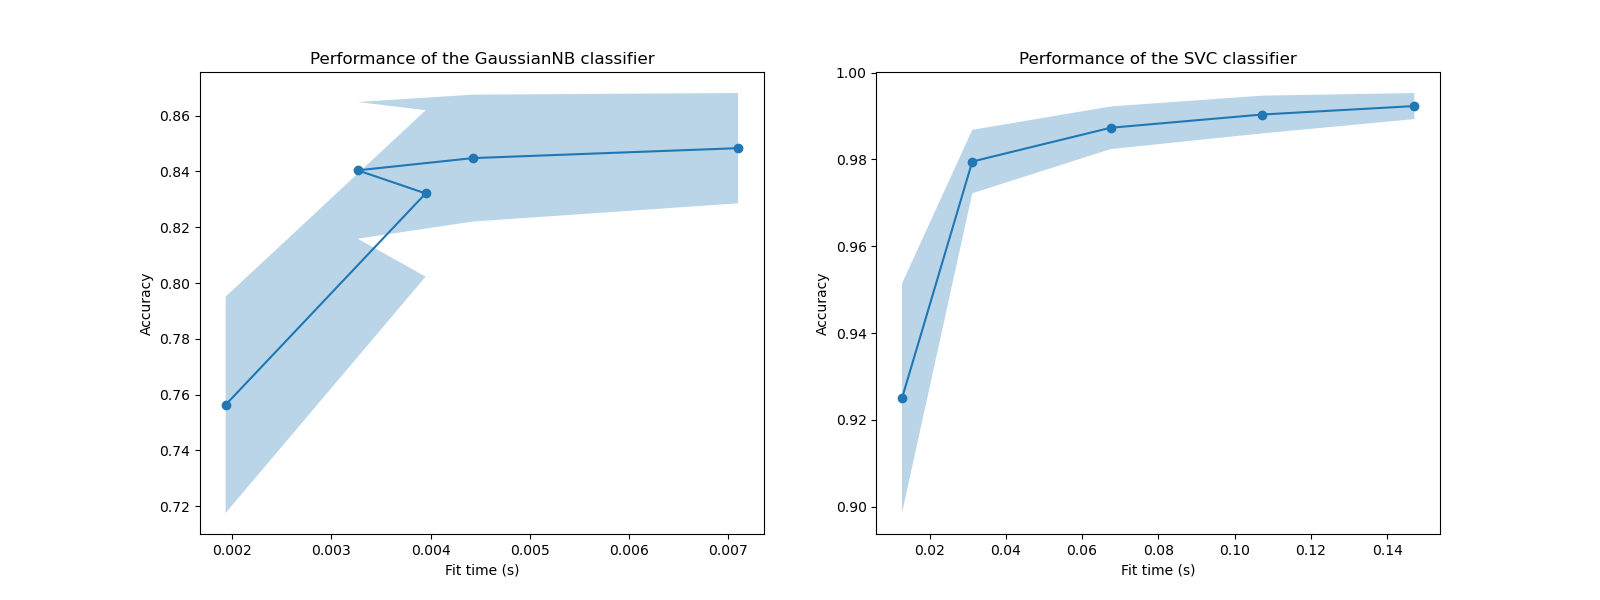 Performance of the GaussianNB classifier
0.86
0.84
0.82
0.80
0.78
0.76
0.74
0.72
Accuracy
0.002 0.003 0.004 0.005 0.006 0.007
Fit time (s)
Performance of the SVC classifier
1.00
0.98
0.96
0.94
0.92
0.90
Accuracy
0.02 0.04 0.06 0.08 0.10 0.12 0.14
Fit time (s)